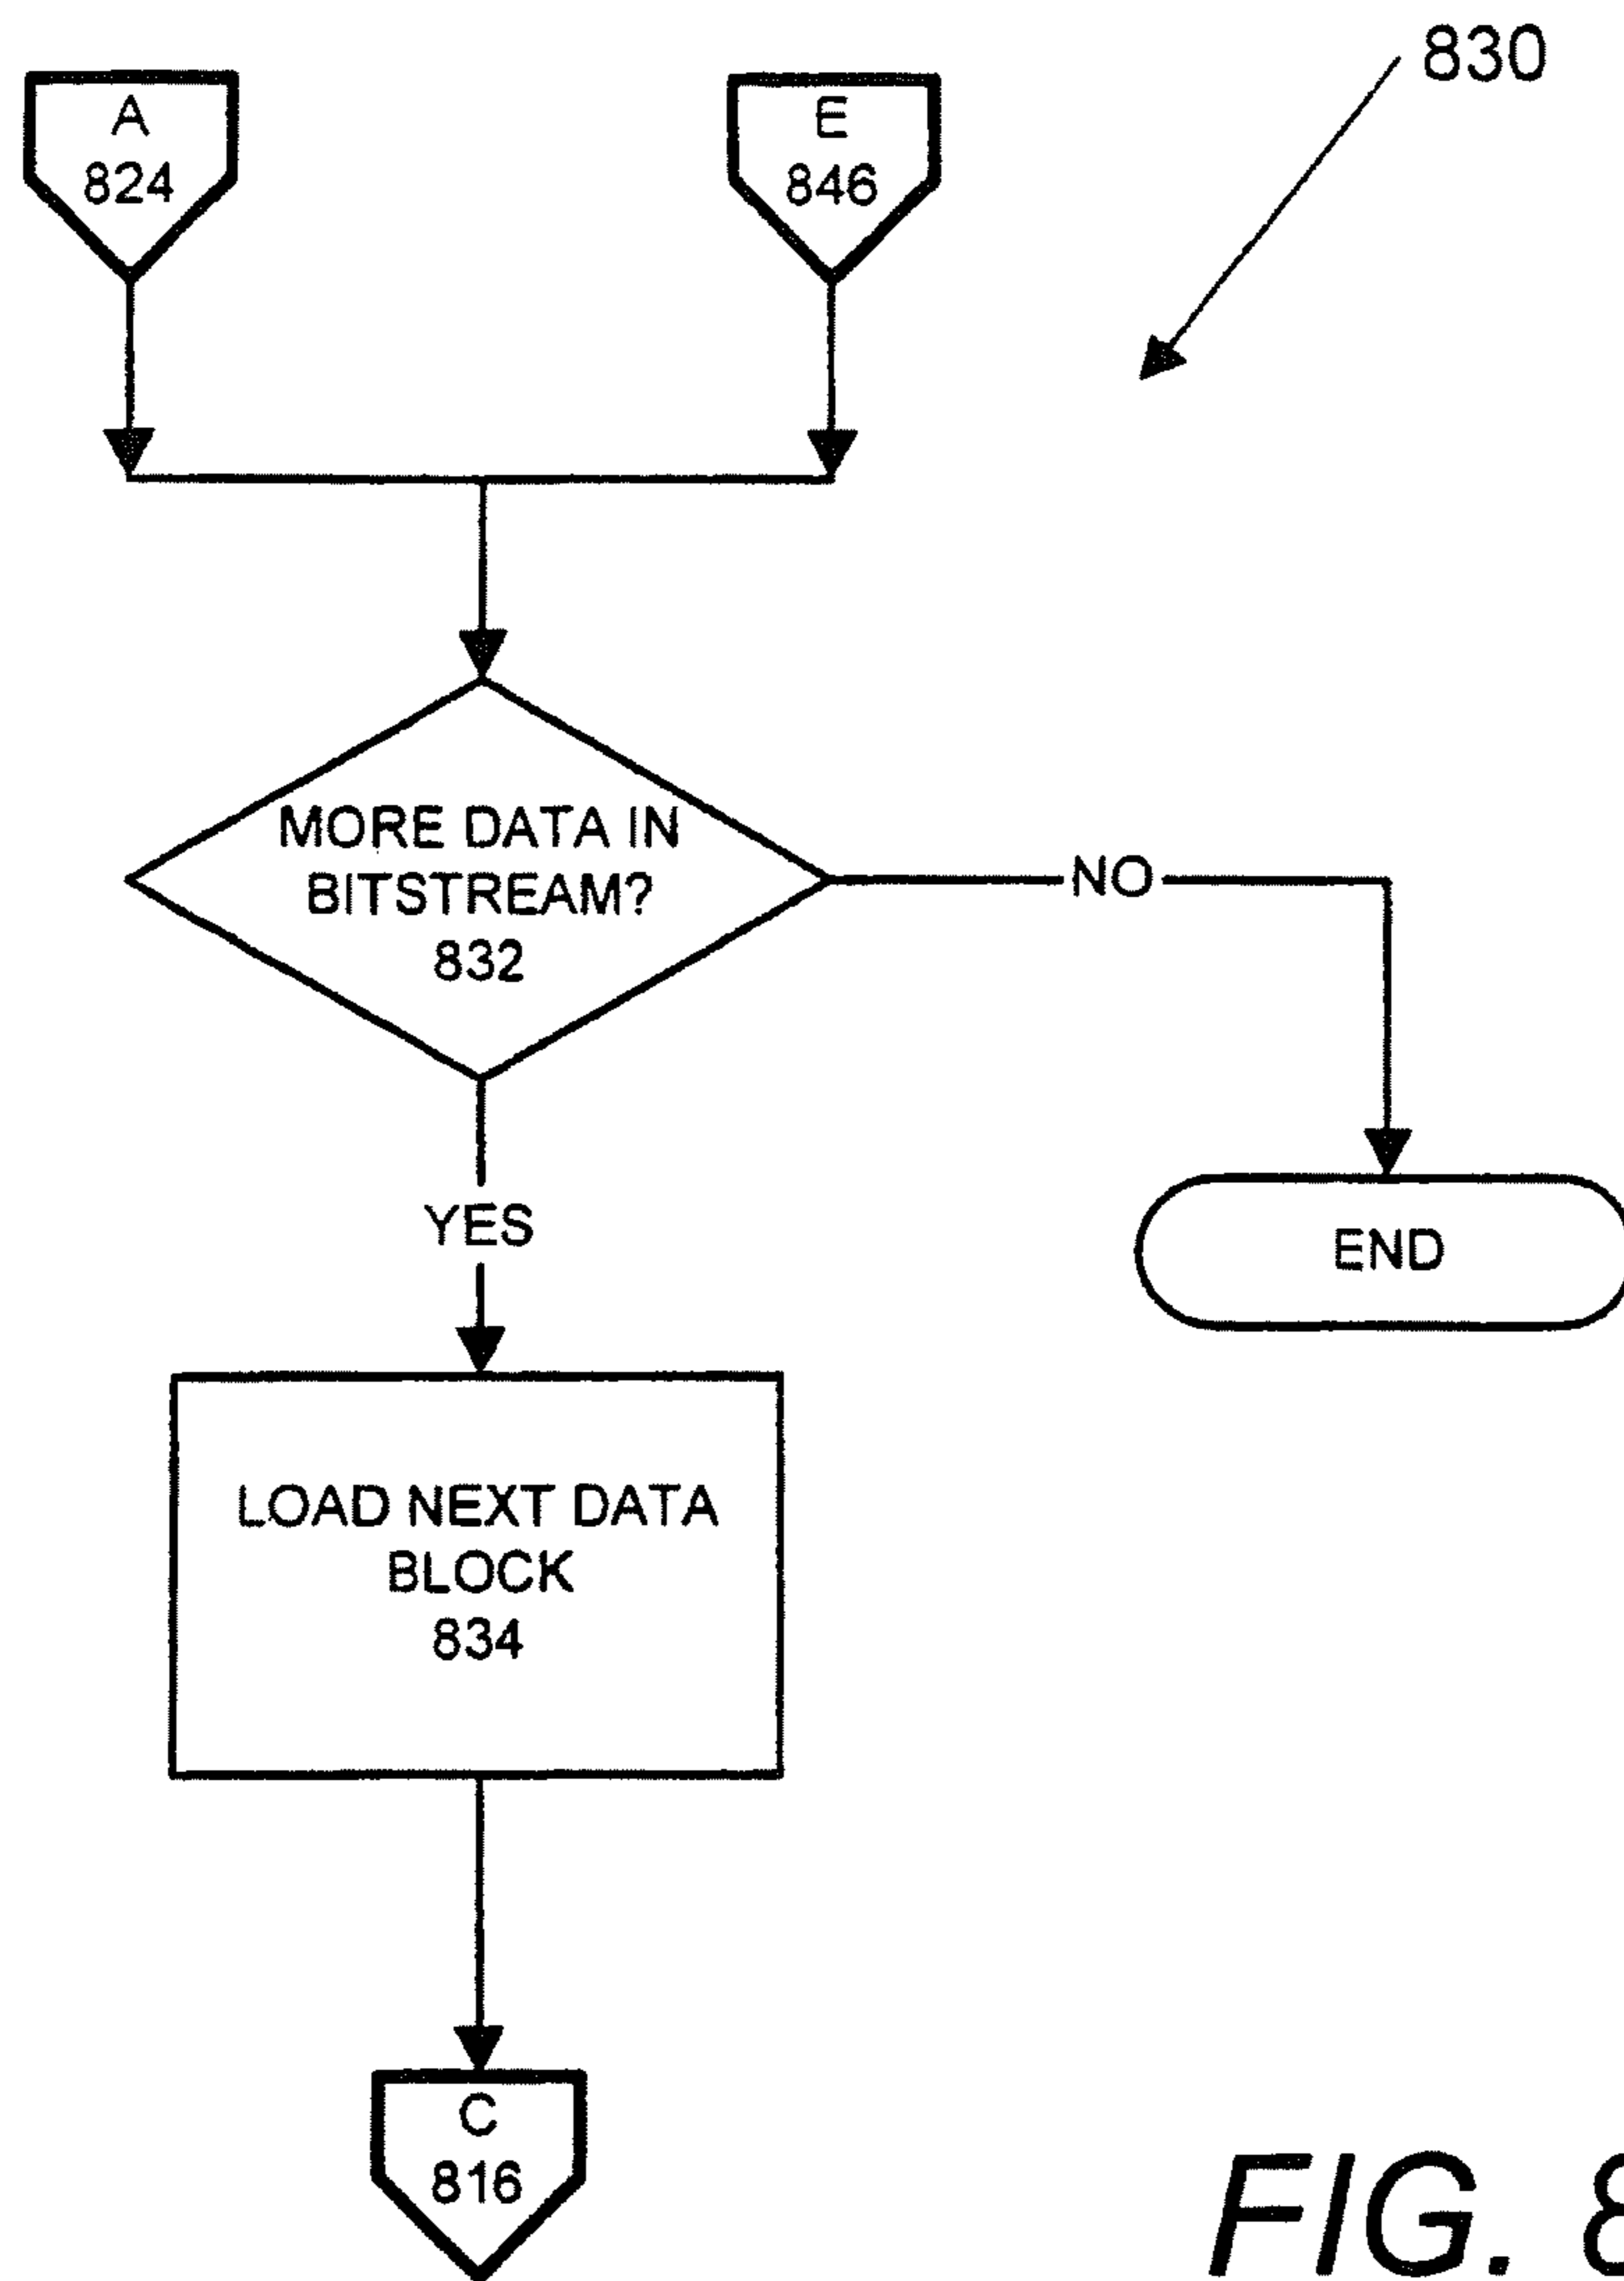 830
A
824
E
846
MORE DATA IN
BITSTREAM?
832
NO
YES
END
LOAD NEXT DATA
BLOCK
834
C
816
FIG. 8